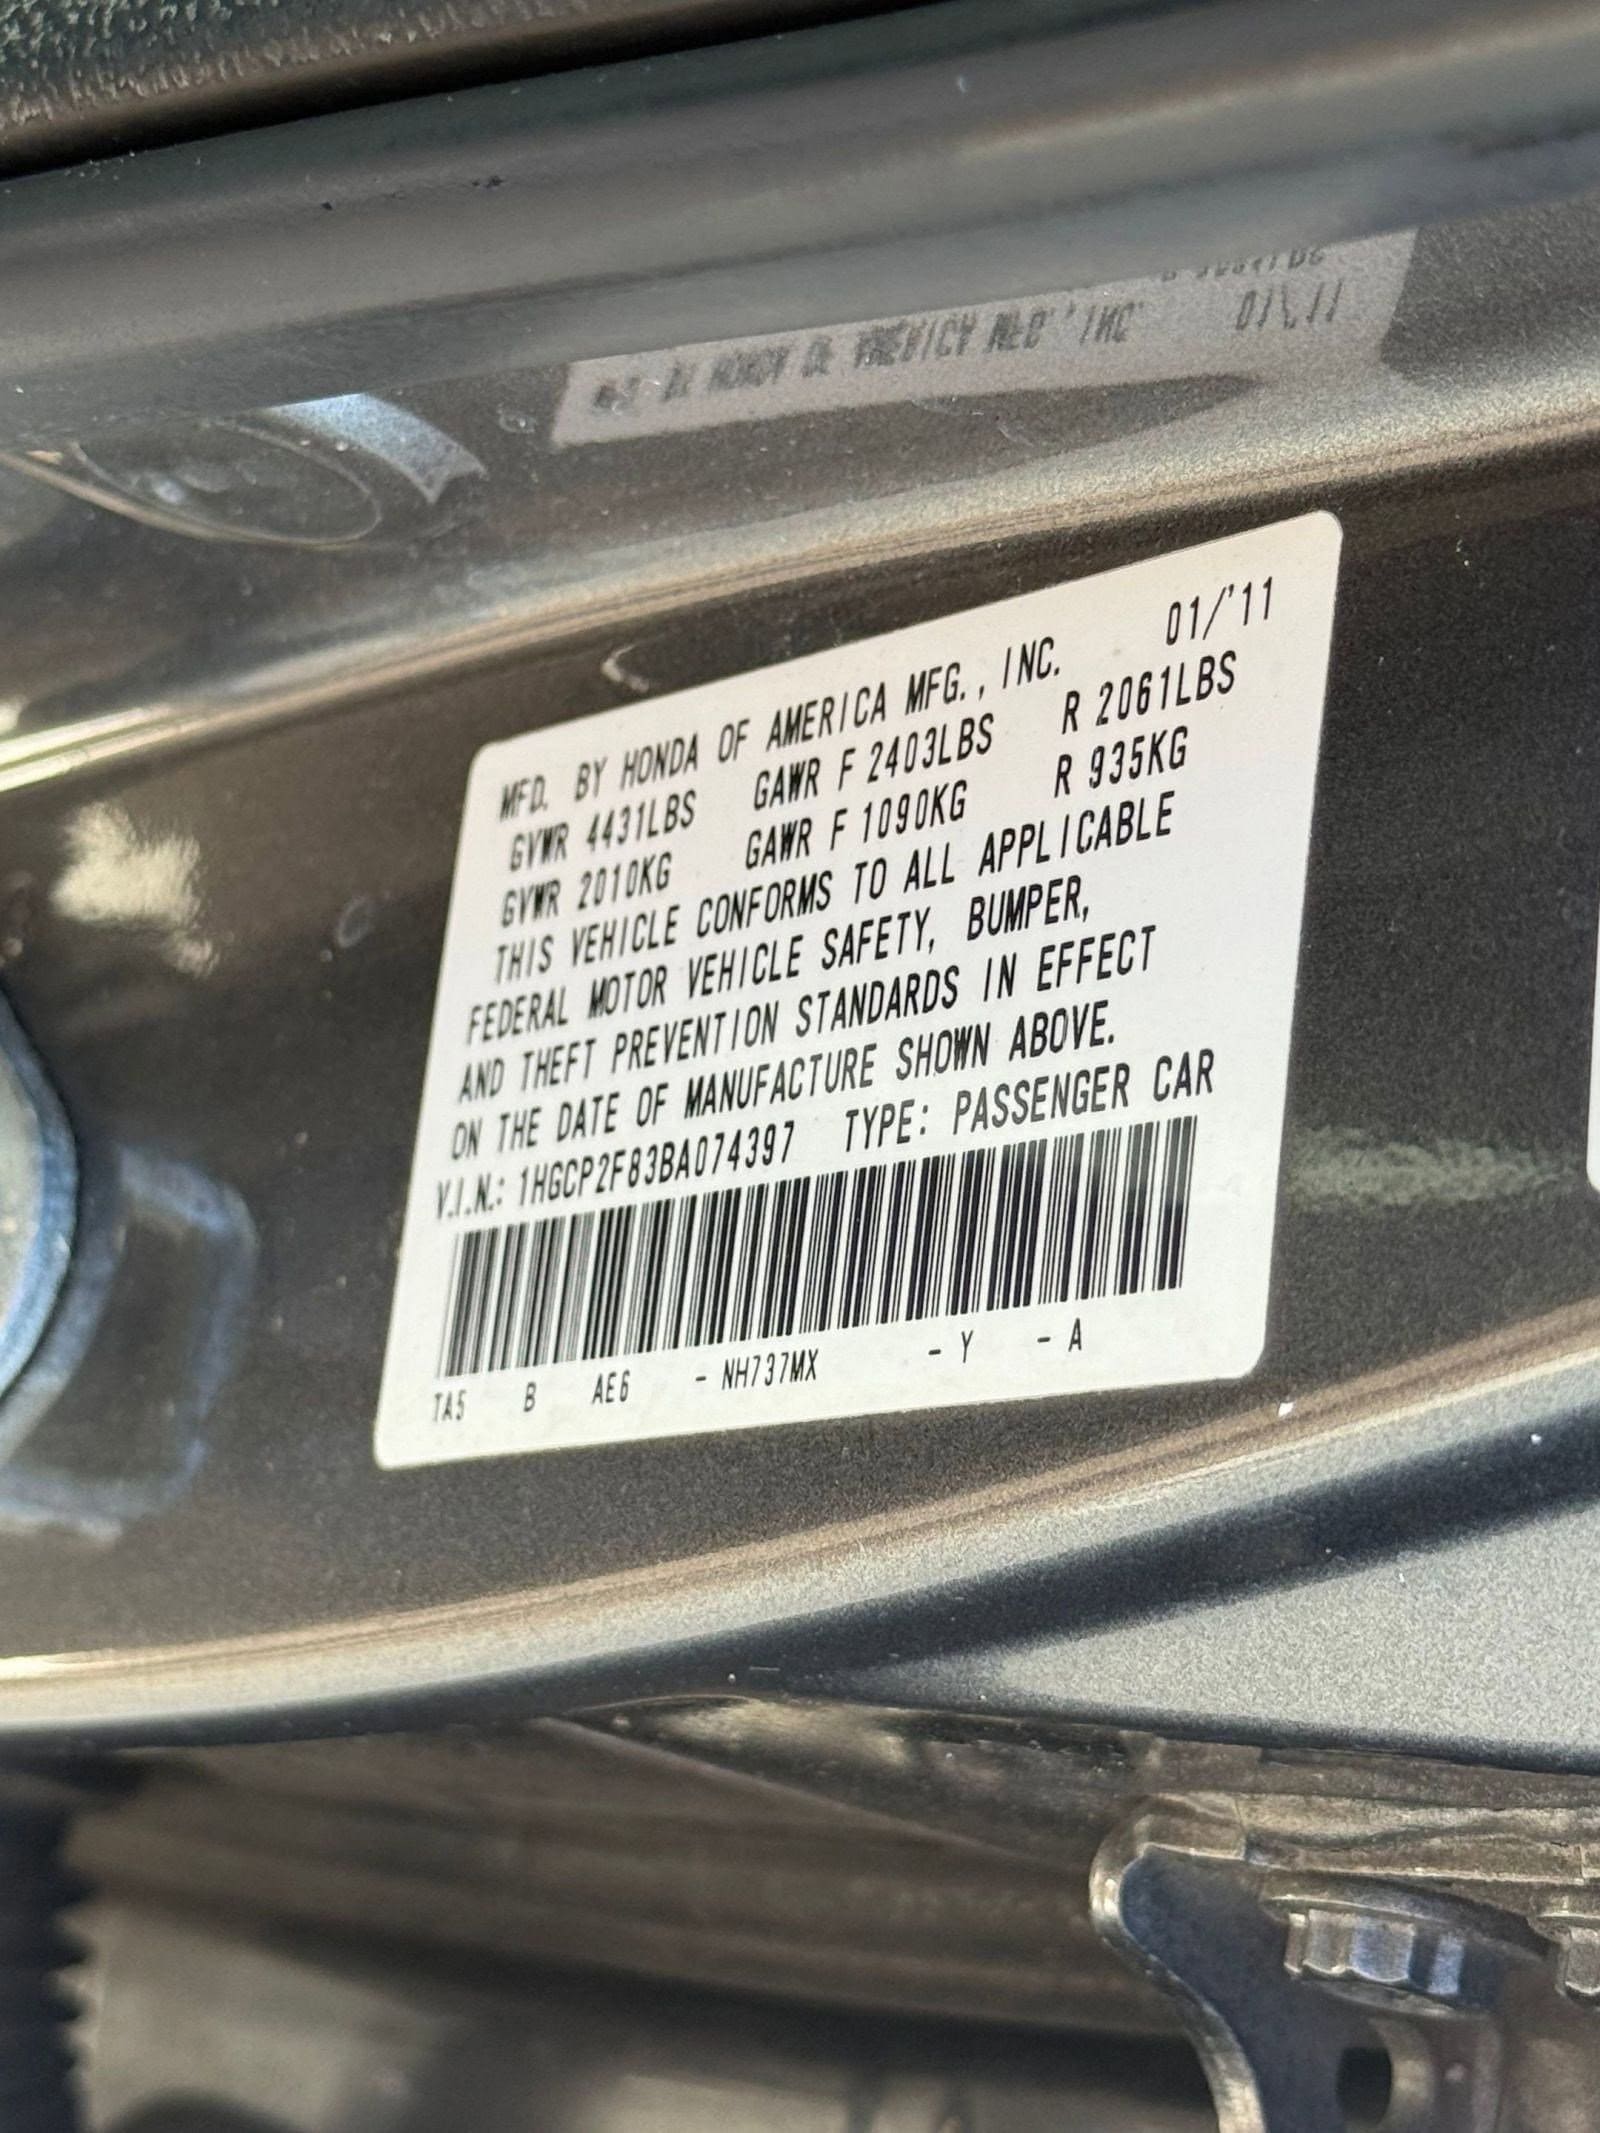 MFD. BY HONDA OF AMERICA MFG., INC. 01/'11
GVWR 4431LBS GAWR F 2403LBS R 2061LBS
GVWR 2010KG GAWR F 1090KG R 935KG
THIS VEHICLE CONFORMS TO ALL APPLICABLE
FEDERAL MOTOR VEHICLE SAFETY, BUMPER,
AND THEFT PREVENTION STANDARDS IN EFFECT
ON THE DATE OF MANUFACTURE SHOWN ABOVE.
V.I.N.: 1HGCP2F83BA074397 TYPE: PASSENGER CAR
TA5 B AE6 - NH737MX - Y - A